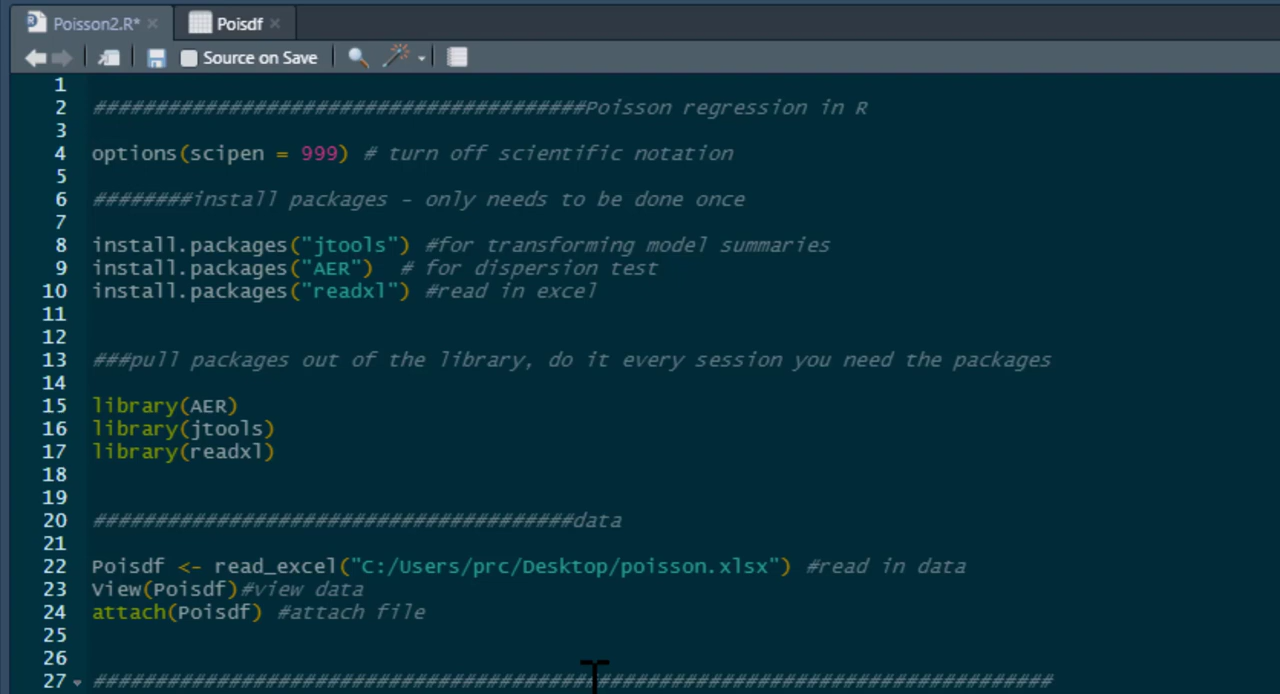 Poisson2.R* Poisdf
Source on Save
1
2 #######################################Poisson regression in R
3
4 options(scipen = 999) # turn off scientific notation
5
6 ########install packages - only needs to be done once
7
8 install.packages("jtools") #for transforming model summaries
9 install.packages("AER")  # for dispersion test
10 install.packages("readxl") #read in excel
11
12
13 ###pull packages out of the library, do it every session you need the packages
14
15 library(AER)
16 library(jtools)
17 library(readxl)
18
19
20 ######################################data
21
22 Poisdf <- read_excel("C:/Users/prc/Desktop/poisson.xlsx") #read in data
23 View(Poisdf)#view data
24 attach(Poisdf) #attach file
25
26
27 #############################################################################